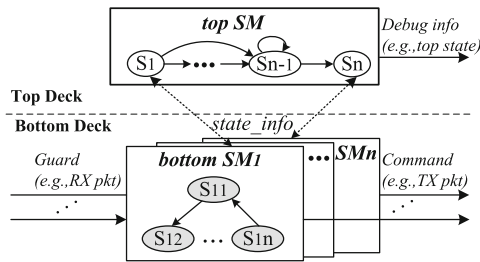 top SM
S1 ••• Sn-1 Sn
Debug info
(e.g.,top state)
Top Deck
Bottom Deck
state_info
Guard
(e.g.,RX pkt)
bottom SM1
••• SMn
Command
(e.g.,TX pkt)
S11
S12 ... S1n